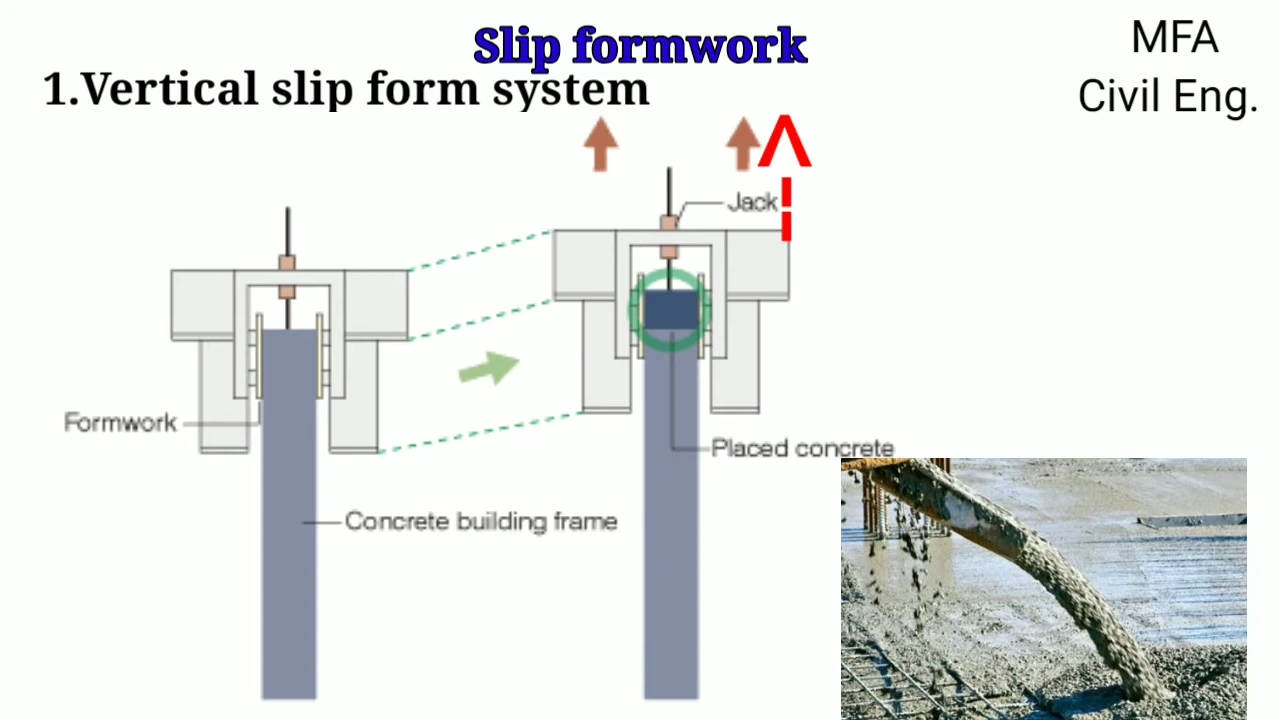 Slip formwork
MFA
1.Vertical slip form system
Civil Eng.
Jack
Formwork
Placed concrete
Concrete building frame